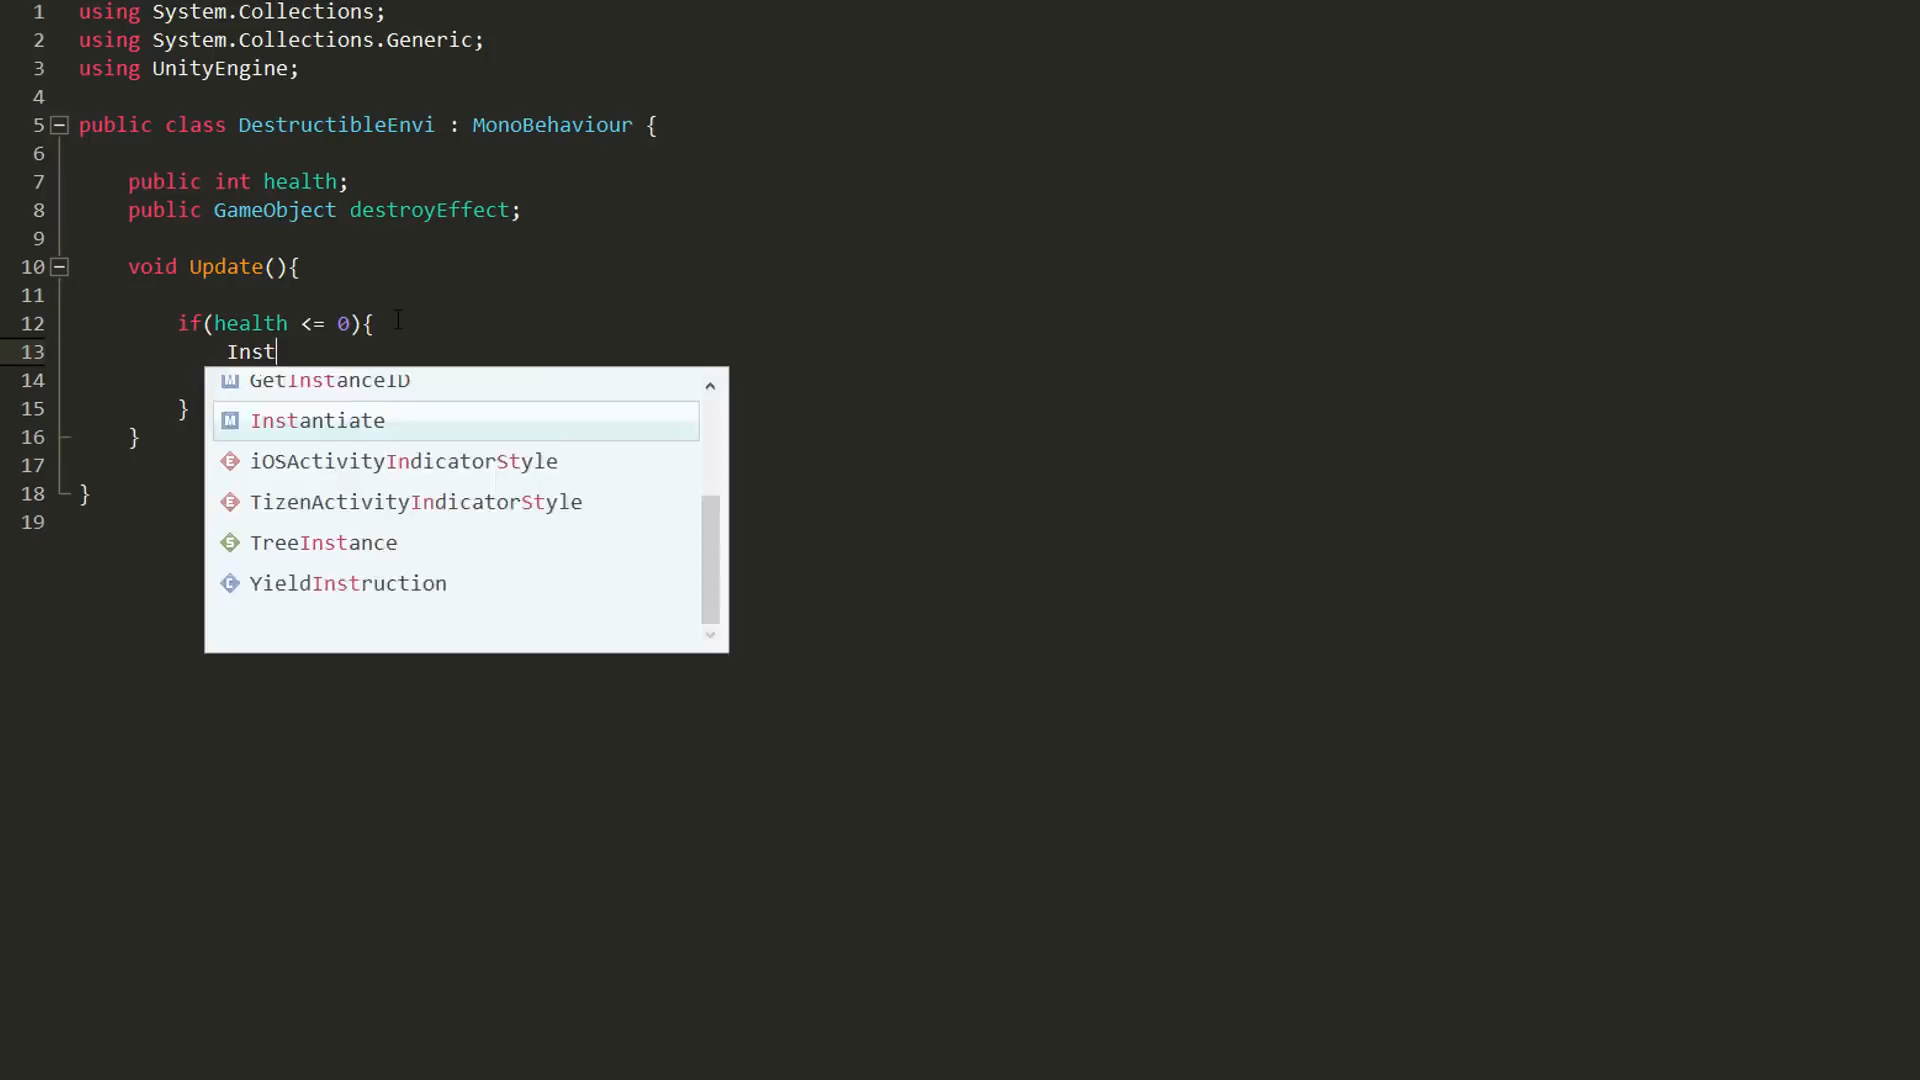 1 using System.Collections;
2 using System.Collections.Generic;
3 using UnityEngine;
4
5 public class DestructibleEnvi : MonoBehaviour {
6
7 public int health;
8 public GameObject destroyEffect;
9
10 void Update(){
11
12 if(health <= 0){
13 Inst
14 GetInstanceID
Instantiate
15 }
16 }
iOSActivityIndicatorStyle
17
18 }
TizenActivityIndicatorStyle
19
TreeInstance
YieldInstruction